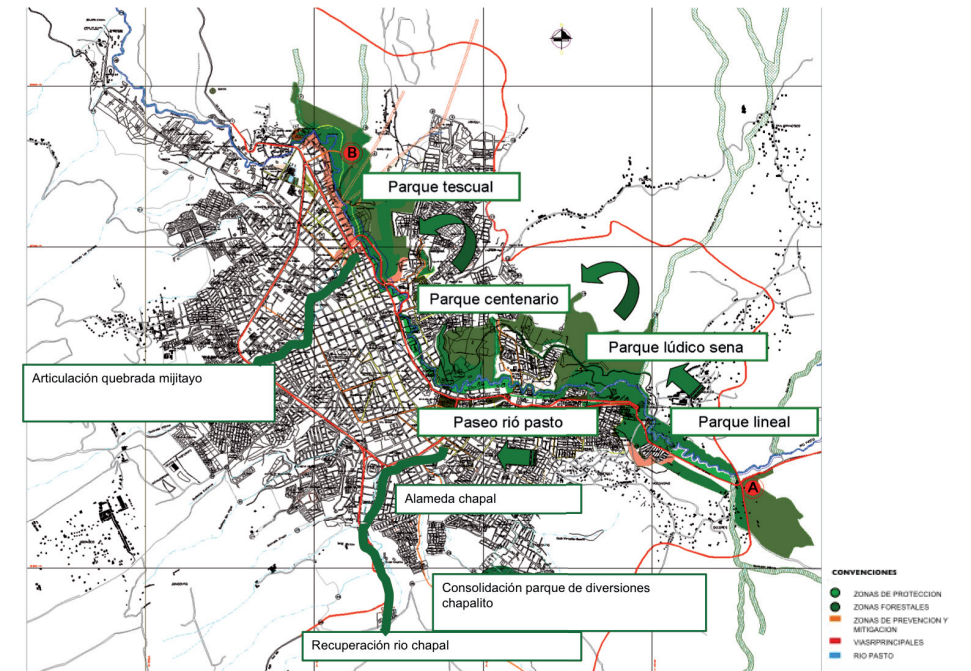 B
Parque tescual
Parque centenario
Parque lúdico sena
Articulación quebrada mijitayo
Paseo rió pasto
Parque lineal
A
Alameda chapal
Consolidación parque de diversiones
chapalito
Recuperación rio chapal
CONVENCIONES
ZONAS DE PROTECCION
ZONAS FORESTALES
ZONAS DE PREVENCION Y
MITIGACION
VIASRPRINCIPALES
RIO PASTO